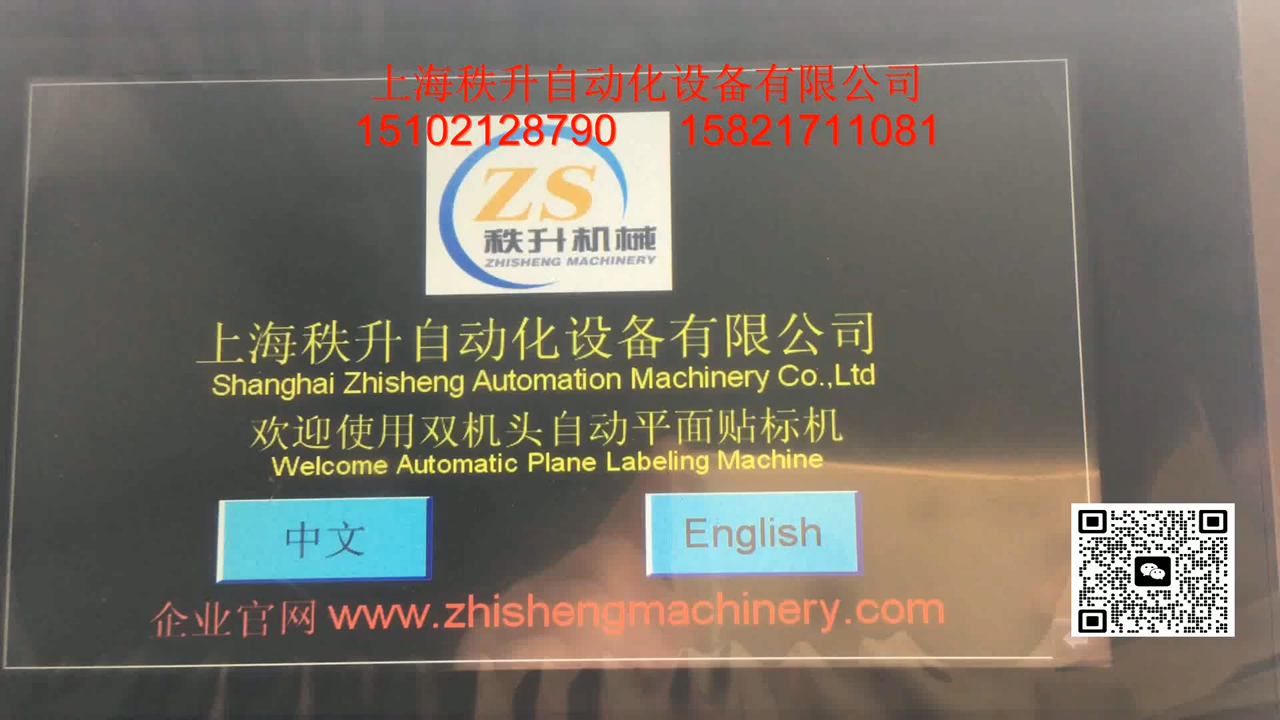 上海秩升自动化设备有限公司
15102128790 15821711081
ZS
秩升机械
ZHISHENG MACHINERY
上海秩升自动化设备有限公司
Shanghai Zhisheng Automation Machinery Co.,Ltd
欢迎使用双机头自动平面贴标机
Welcome Automatic Plane Labeling Machine
中文 English
企业官网 www.zhishengmachinery.com